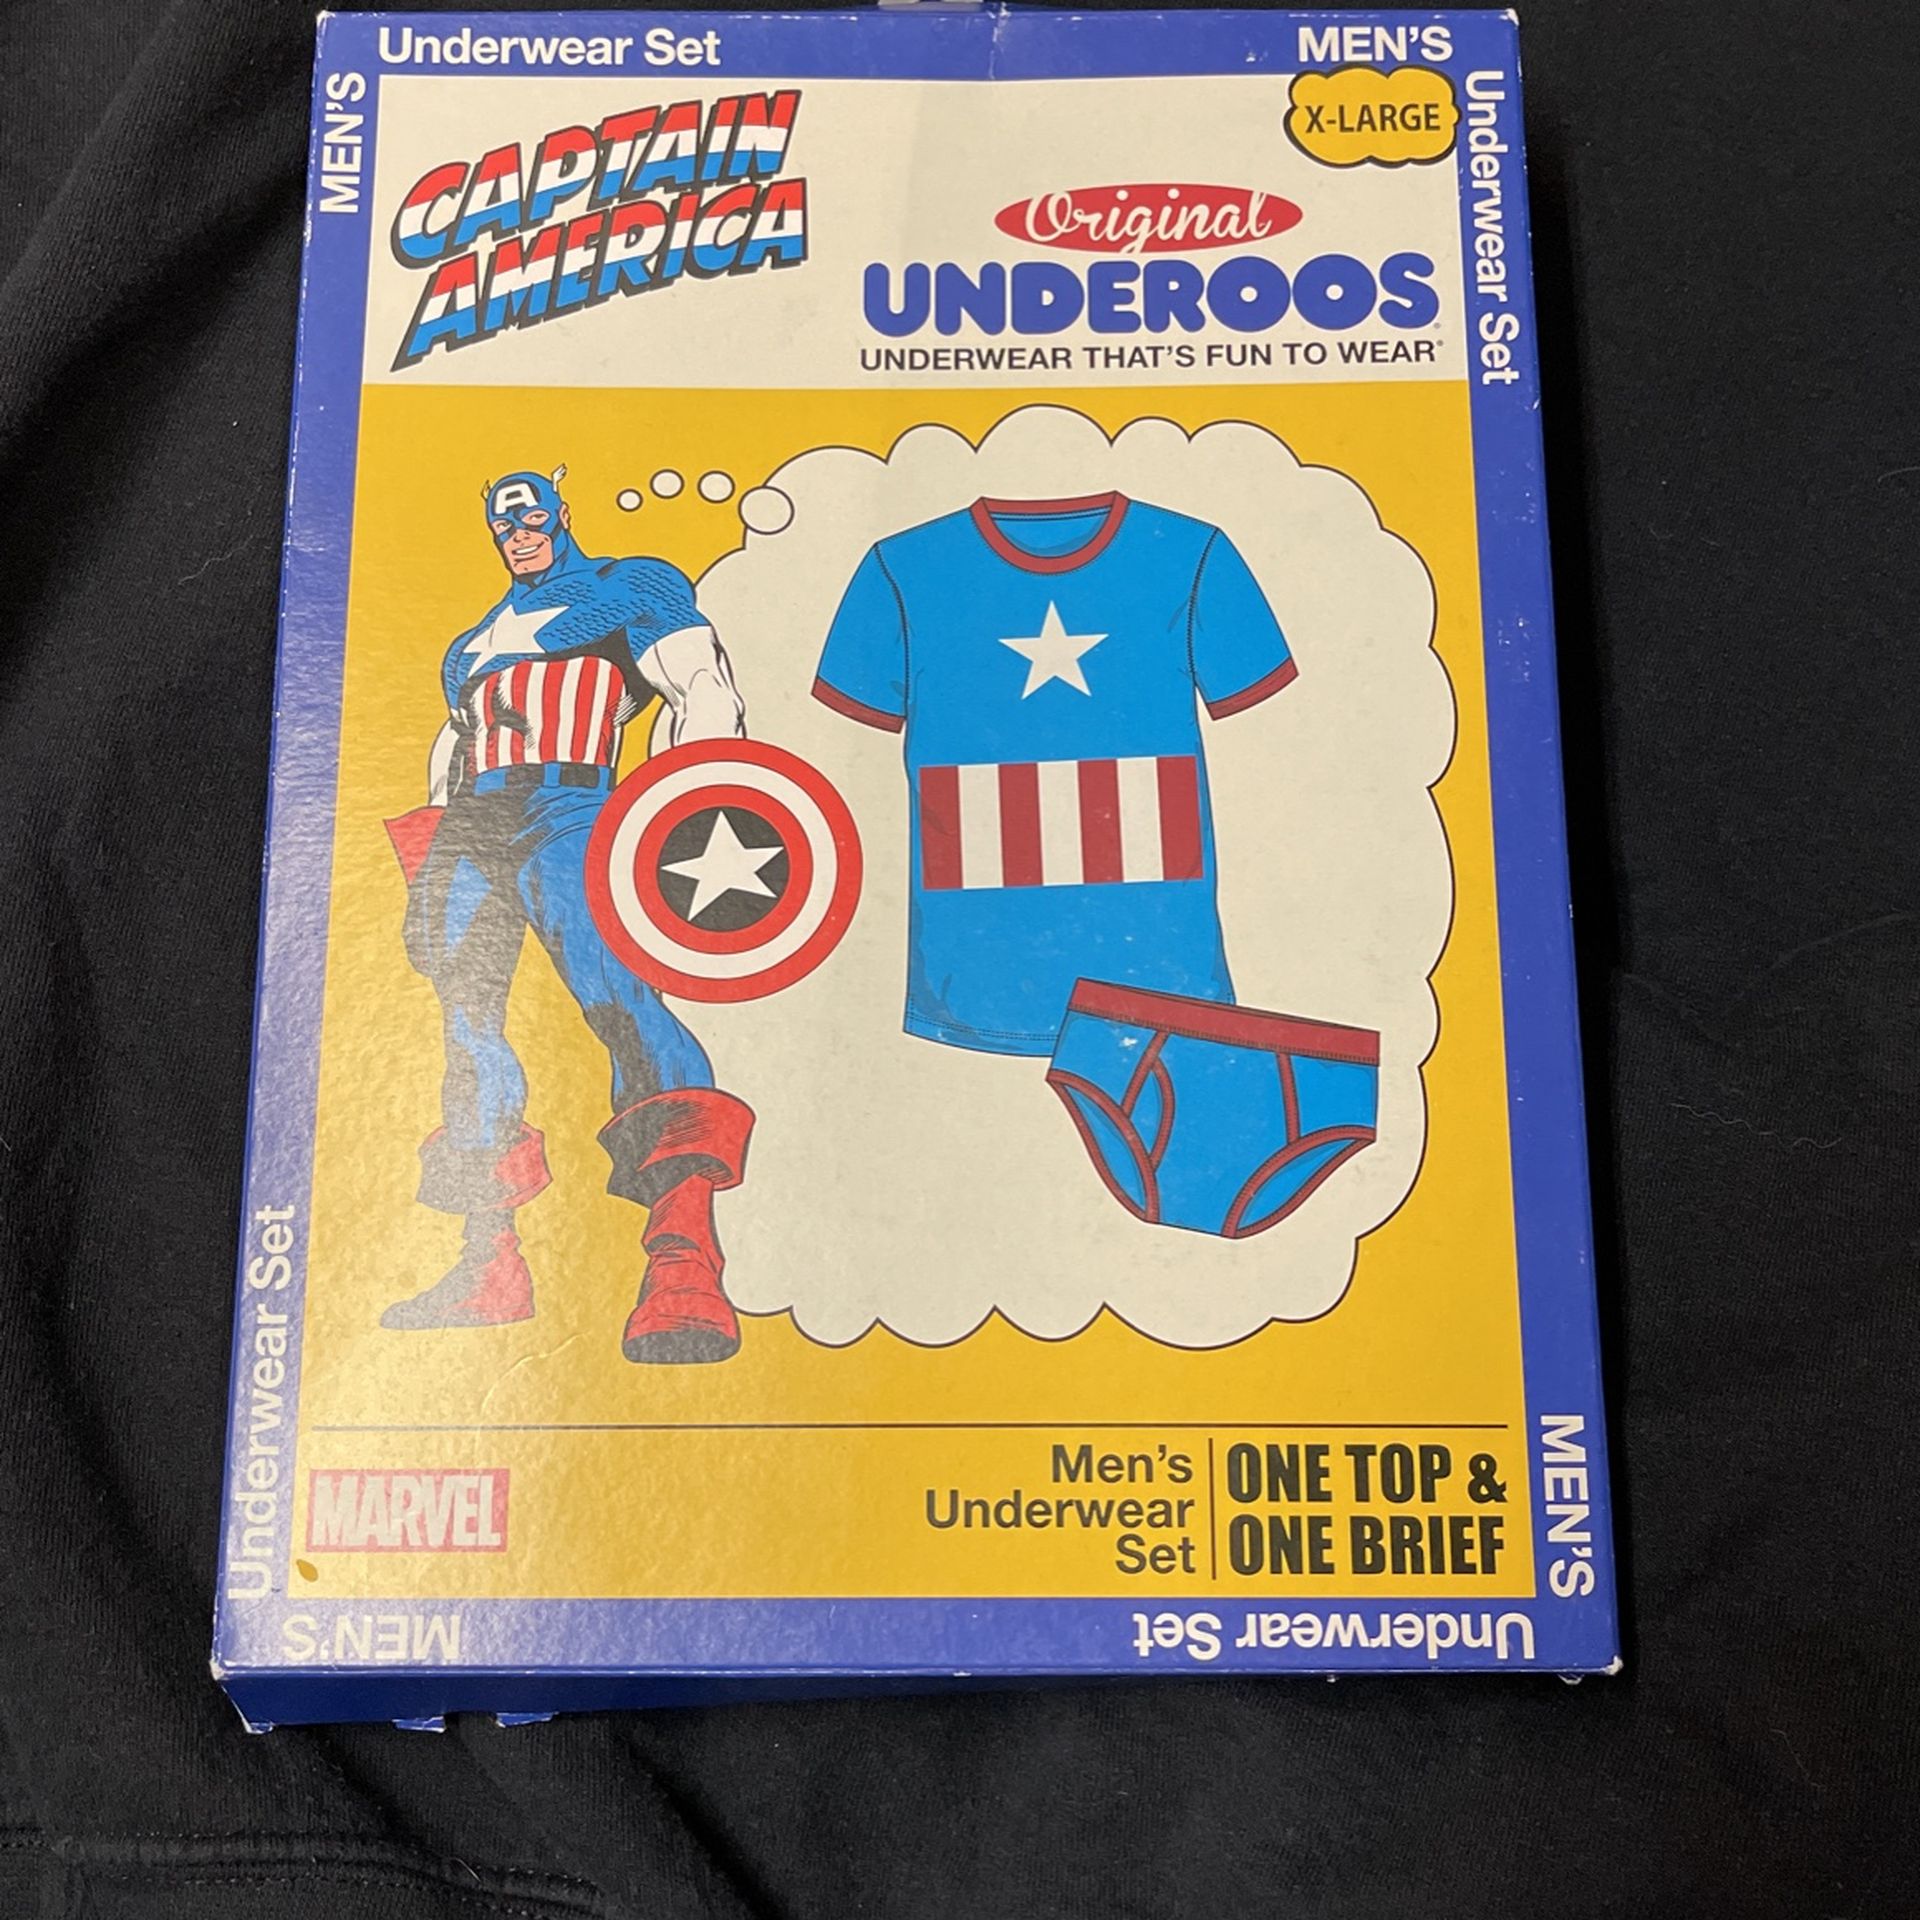 Underwear Set
MEN'S
MEN'S
X-LARGE
CAPTAIN
AMERICA
Original
UNDEROOS®
UNDERWEAR THAT'S FUN TO WEAR®
Underwear Set
A
MARVEL
Men's
Underwear
Set
ONE TOP &
ONE BRIEF
Underwear Set
MEN'S
MEN'S
Underwear Set